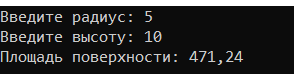 Введите радиус: 5
Введите высоту: 10
Площадь поверхности: 471,24